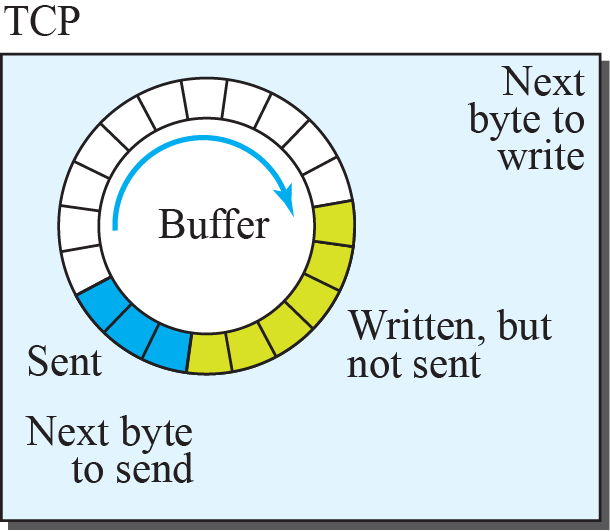 TCP
Next
byte to
write
Buffer
Written, but
not sent
Sent
Next byte
to send